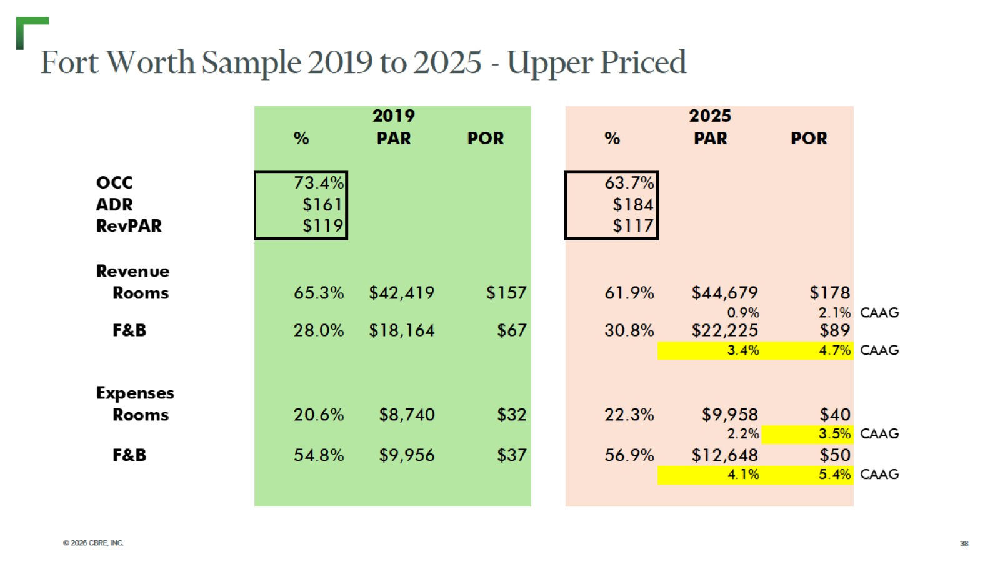 Fort Worth Sample 2019 to 2025 - Upper Priced
2019 2025
% PAR POR % PAR POR
OCC 73.4% 63.7%
ADR $161 $184
RevPAR $119 $117
Revenue
Rooms 65.3% $42,419 $157 61.9% $44,679 $178
0.9% 2.1% CAAG
F&B 28.0% $18,164 $67 30.8% $22,225 $89
3.4% 4.7% CAAG
Expenses
Rooms 20.6% $8,740 $32 22.3% $9,958 $40
2.2% 3.5% CAAG
F&B 54.8% $9,956 $37 56.9% $12,648 $50
4.1% 5.4% CAAG
© 2026 CBRE, INC. 38